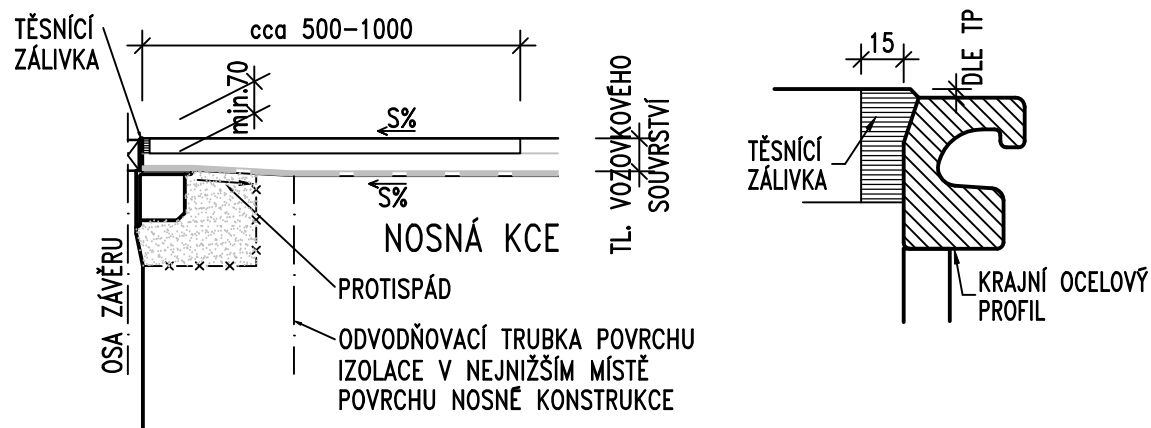 TĚSNÍCÍ
ZÁLIVKA
cca 500-1000
min.70
S%
S%
TL. VOZOVKOVÉHO
SOUVRSTVÍ
NOSNÁ KCE
OSA ZÁVĚRU
PROTISPÁD
ODVODŇOVACÍ TRUBKA POVRCHU
IZOLACE V NEJNIŽŠÍM MÍSTĚ
POVRCHU NOSNÉ KONSTRUKCE
15
DLE TP
TĚSNÍCÍ
ZÁLIVKA
KRAJNÍ OCELOVÝ
PROFIL